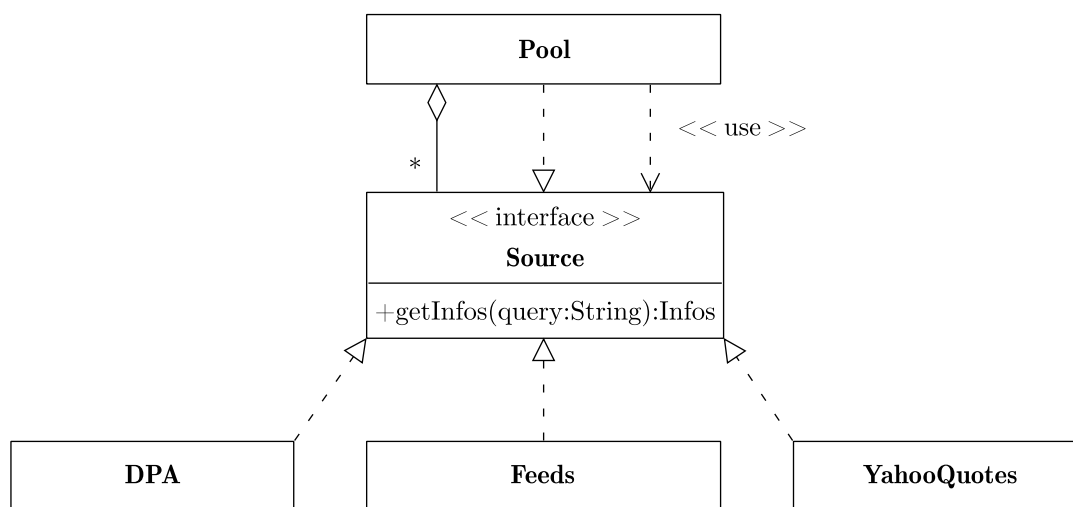 Pool
<< use >>
*
<< interface >>
Source
+getInfos(query:String):Infos
DPA
Feeds
YahooQuotes